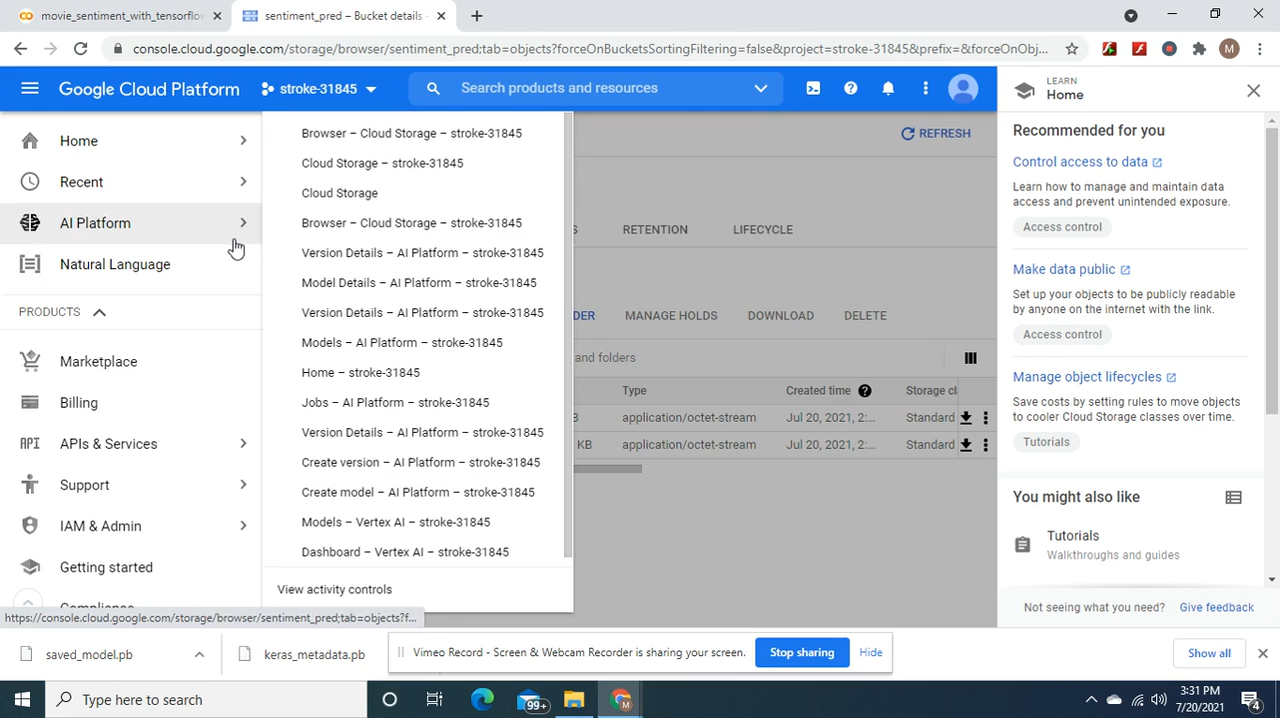 movie_sentiment_with_tensorflow
sentiment_pred – Bucket details -
console.cloud.google.com/storage/browser/sentiment_pred;tab=objects?forceOnBucketsSortingFiltering=false&project=stroke-31845&prefix=&forceOnObj...
M
Google Cloud Platform
stroke-31845
Search products and resources
Home
Recent
AI Platform
Natural Language
PRODUCTS
Marketplace
Billing
API
APIs & Services
Support
IAM & Admin
Getting started
Compliance
Browser – Cloud Storage – stroke-31845
Cloud Storage – stroke-31845
Cloud Storage
Browser – Cloud Storage – stroke-31845
Version Details – AI Platform – stroke-31845
Model Details – AI Platform – stroke-31845
Version Details – AI Platform – stroke-31845
Models – AI Platform – stroke-31845
Home – stroke-31845
Jobs – AI Platform – stroke-31845
Version Details – AI Platform – stroke-31845
Create version – AI Platform – stroke-31845
Create model – AI Platform – stroke-31845
Models – Vertex AI – stroke-31845
Dashboard – Vertex AI – stroke-31845
View activity controls
REFRESH
S RETENTION LIFECYCLE
DER MANAGE HOLDS DOWNLOAD DELETE
and folders
Type Created time Storage cl
B application/octet-stream Jul 20, 2021, 2:... Standard
KB application/octet-stream Jul 20, 2021, 2:... Standard
LEARN
Home
Recommended for you
Control access to data
Learn how to manage and maintain data
access and prevent unintended exposure.
Access control
Make data public
Set up your objects to be publicly readable
by anyone on the internet with the link.
Access control
Manage object lifecycles
Save costs by setting rules to move objects
to cooler Cloud Storage classes over time.
Tutorials
You might also like
Tutorials
Walkthroughs and guides
Not seeing what you need? Give feedback
https://console.cloud.google.com/storage/browser/sentiment_pred;tab=objects?f...
saved_model.pb
keras_metadata.pb
Vimeo Record - Screen & Webcam Recorder is sharing your screen.
Stop sharing
Hide
Show all
Type here to search
99+
M
3:31 PM
7/20/2021
4